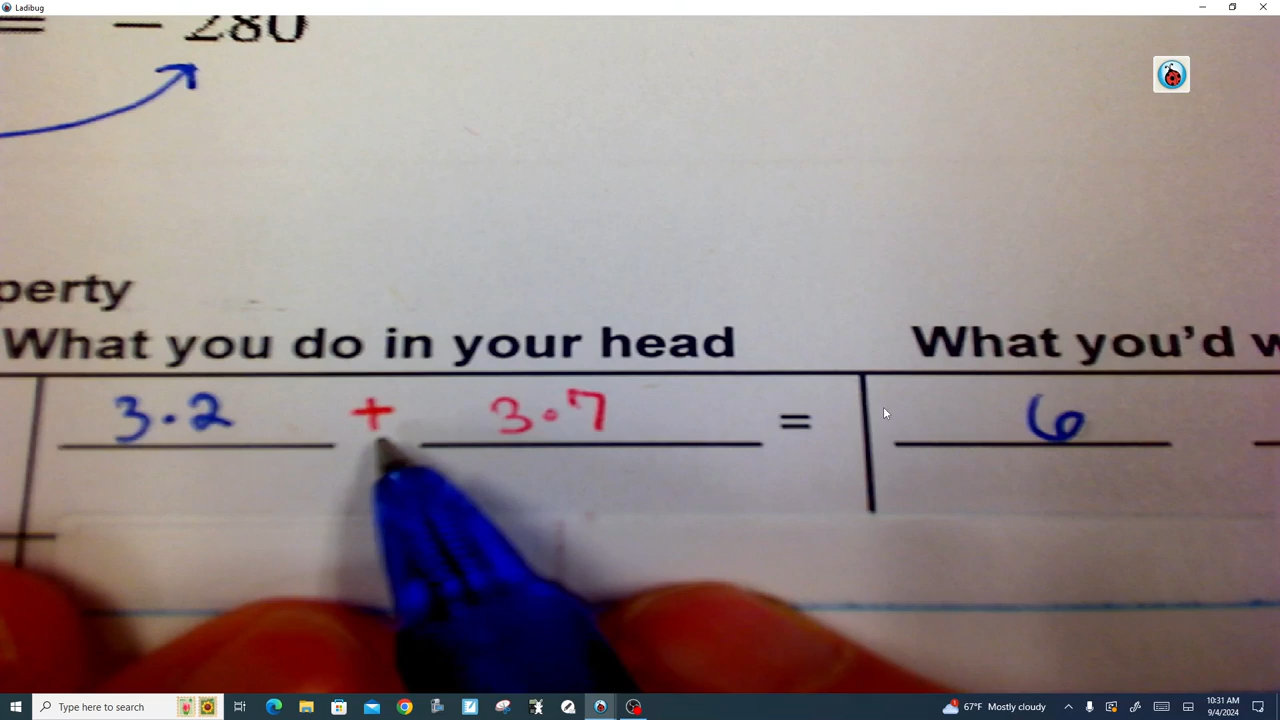 Ladibug
= - 280
perty
What you do in your head What you'd w
3·2 + 3·7 = 6
Type here to search 67°F Mostly cloudy 10:31 AM
9/4/2024